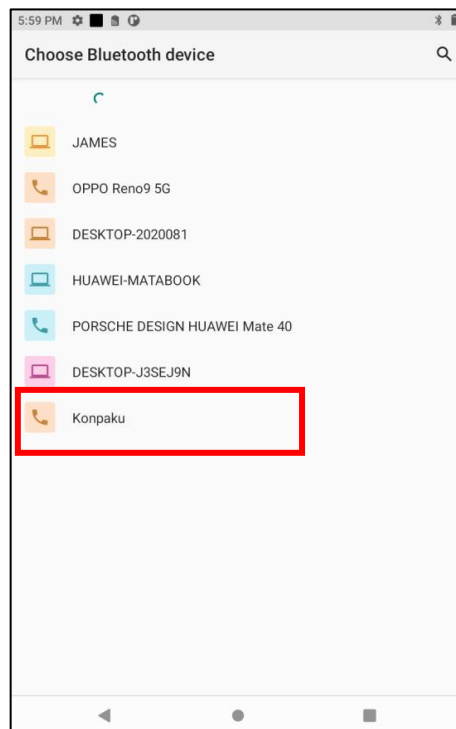 5:59 PM
Choose Bluetooth device
JAMES
OPPO Reno9 5G
DESKTOP-2020081
HUAWEI-MATABOOK
PORSCHE DESIGN HUAWEI Mate 40
DESKTOP-J3SEJ9N
Konpaku